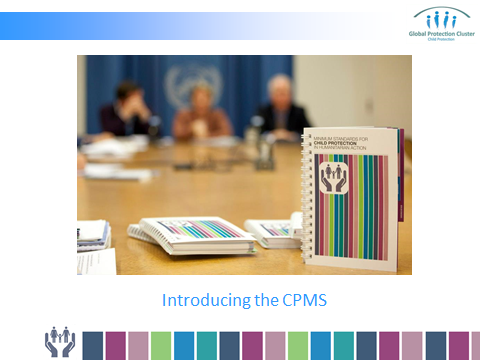 Global Protection Cluster
Child Protection
MINIMUM STANDARDS FOR
CHILD PROTECTION
IN HUMANITARIAN ACTION
Introducing the CPMS